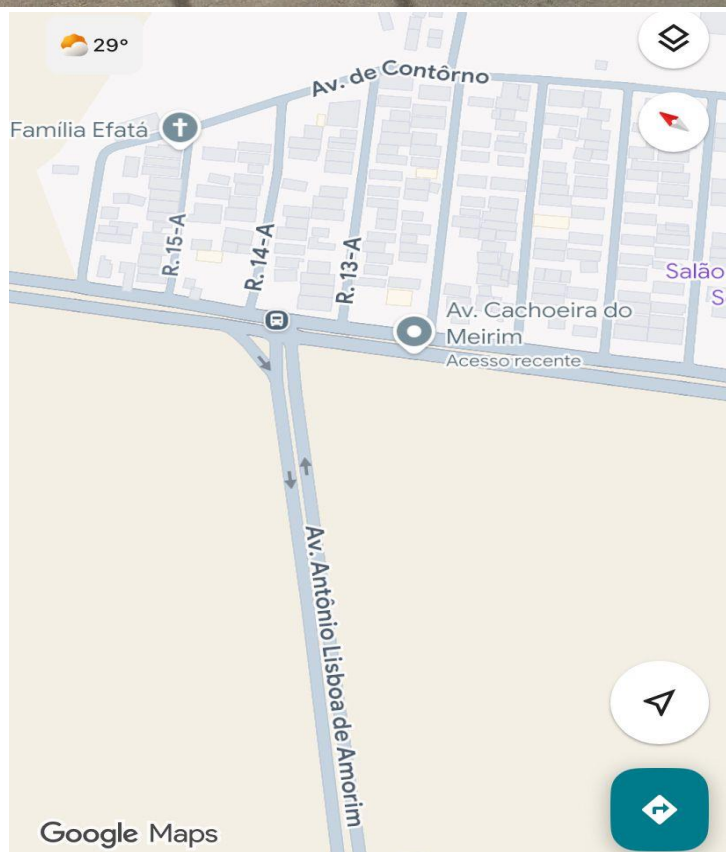 29°
Av. de Contôrno
Família Efatá
R. 15-A
R. 14-A
R. 13-A
Salão
S
Av. Cachoeira do
Meirim
Acesso recente
Av. Antônio Lisboa de Amorim
Google Maps